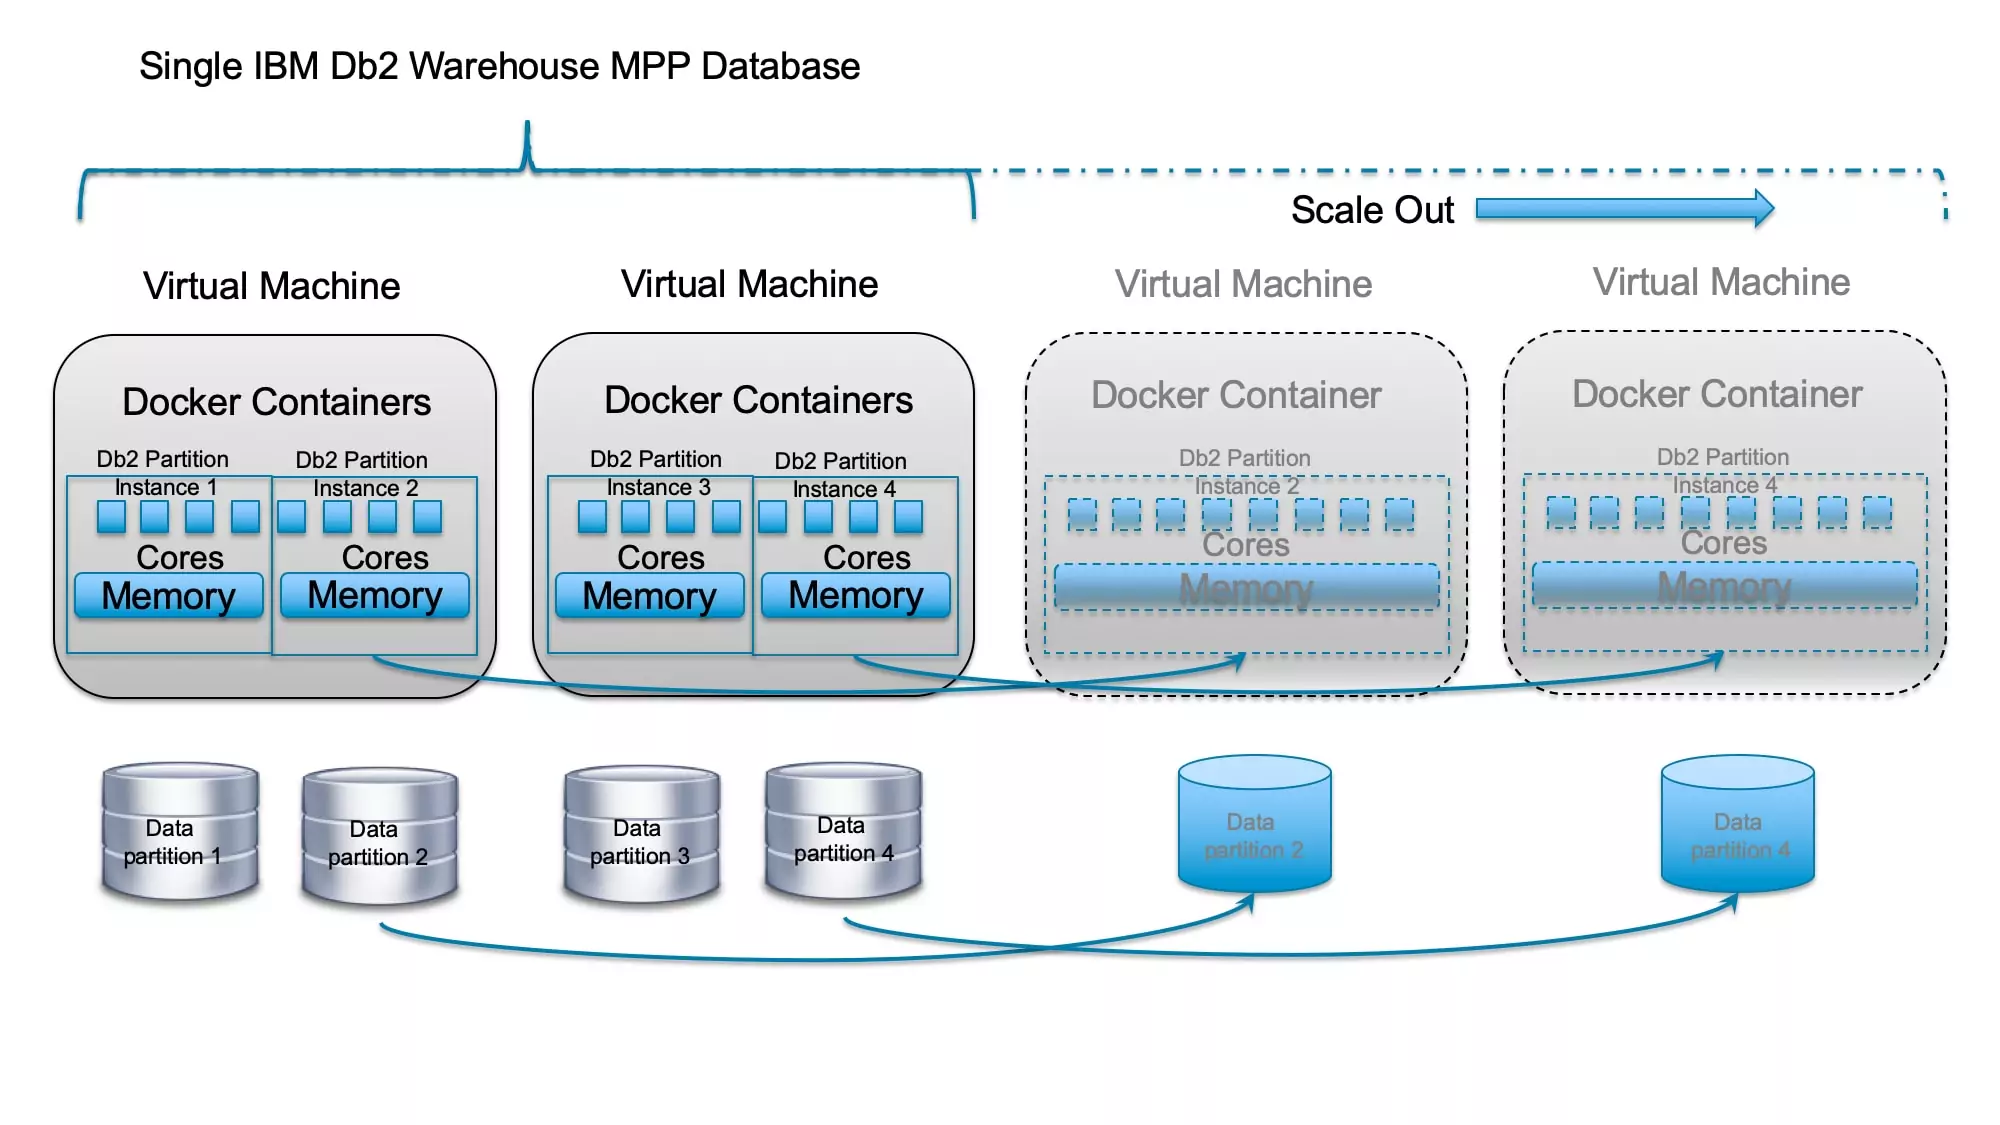 Single IBM Db2 Warehouse MPP Database
Scale Out
Virtual Machine
Virtual Machine
Virtual Machine
Virtual Machine
Docker Containers
Docker Containers
Docker Container
Docker Container
Db2 Partition
Instance 1
Db2 Partition
Instance 2
Db2 Partition
Instance 3
Db2 Partition
Instance 4
Db2 Partition
Instance 2
Db2 Partition
Instance 4
Cores
Cores
Cores
Cores
Cores
Cores
Memory
Memory
Memory
Memory
Memory
Memory
Data
partition 1
Data
partition 2
Data
partition 3
Data
partition 4
Data
partition 2
Data
partition 4